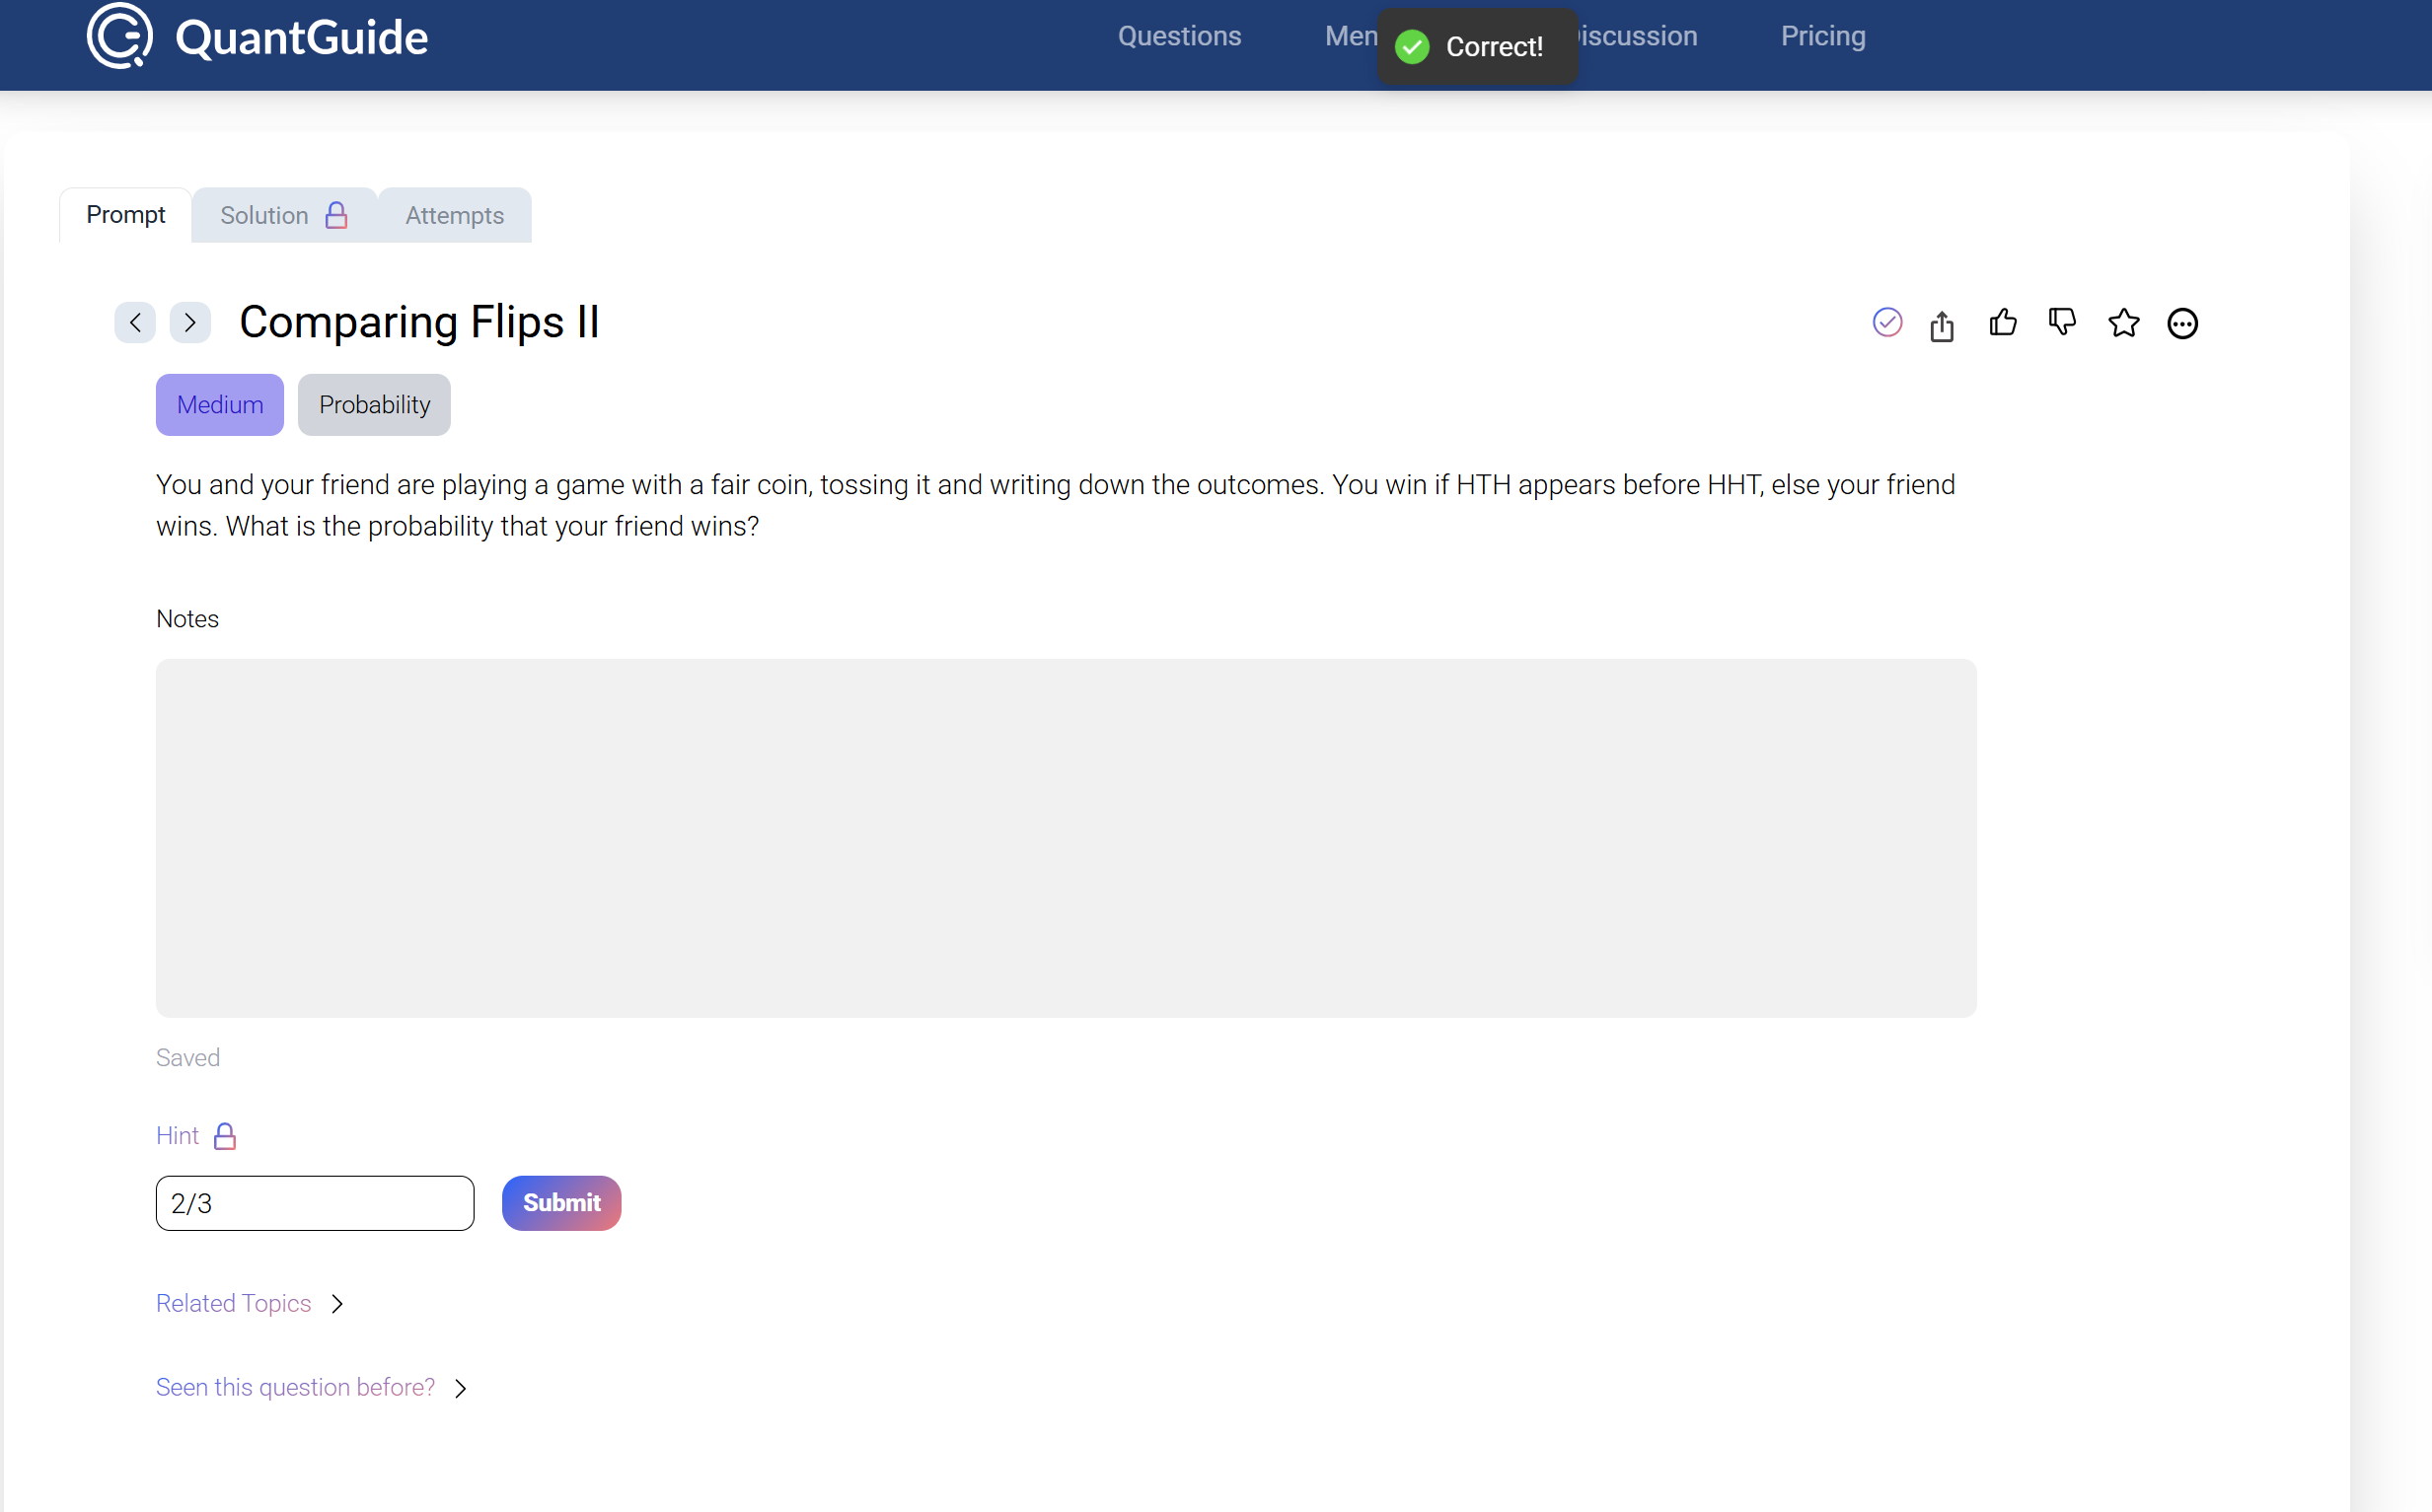 QuantGuide
Questions
Men
Correct!
iscussion
Pricing
Prompt
Solution
Attempts
Comparing Flips II
Medium
Probability
You and your friend are playing a game with a fair coin, tossing it and writing down the outcomes. You win if HTH appears before HHT, else your friend
wins. What is the probability that your friend wins?
Notes
Saved
Hint
2/3
Submit
Related Topics
Seen this question before?